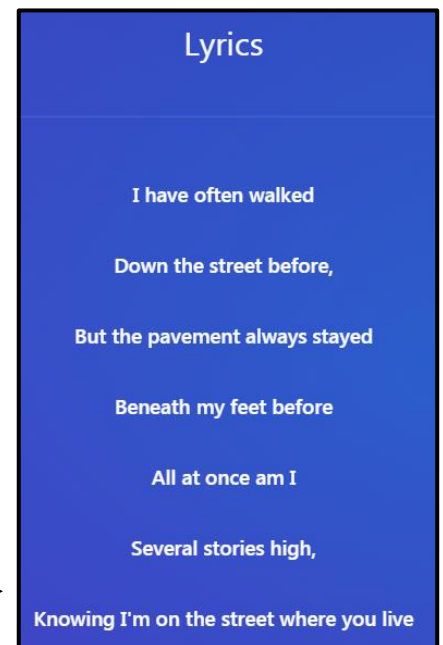 Lyrics
I have often walked
Down the street before,
But the pavement always stayed
Beneath my feet before
All at once am I
Several stories high,
Knowing I'm on the street where you live